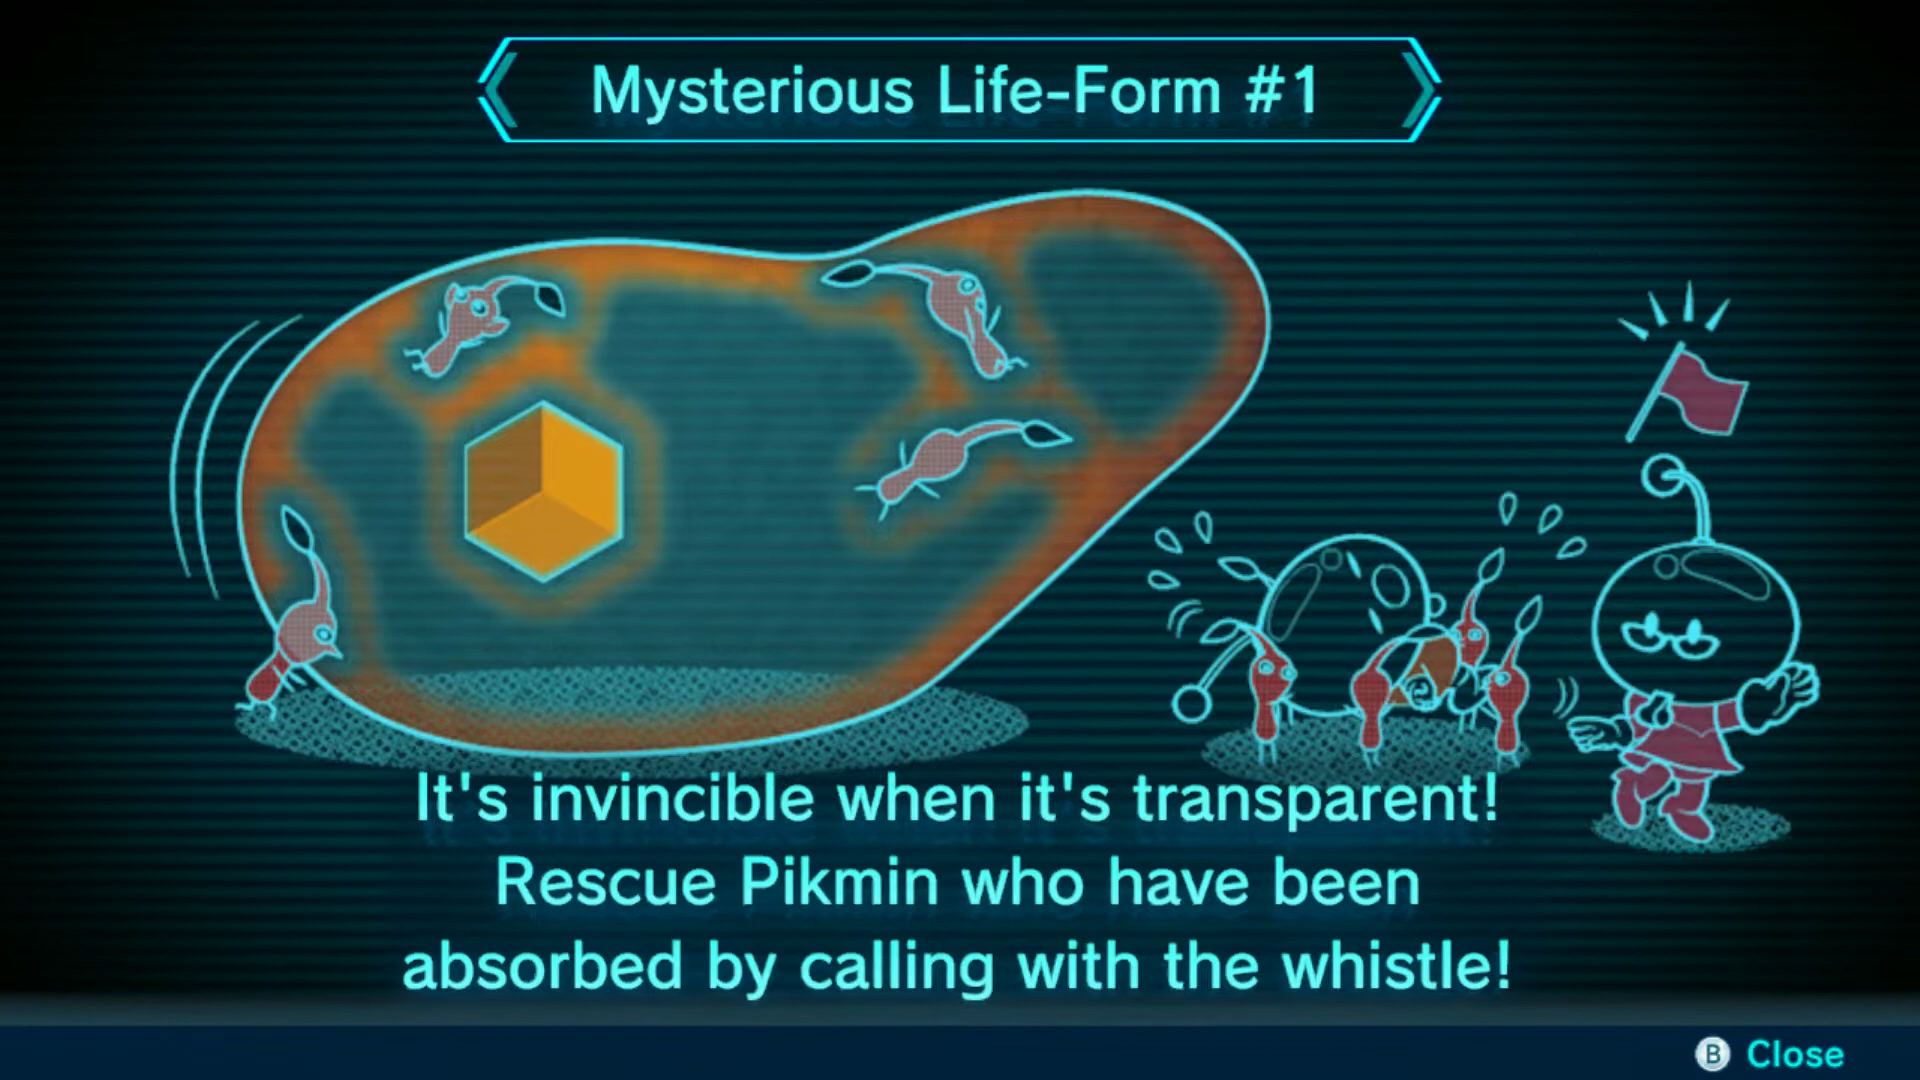 Mysterious Life-Form #1
It's invincible when it's transparent!
Rescue Pikmin who have been
absorbed by calling with the whistle!
B Close